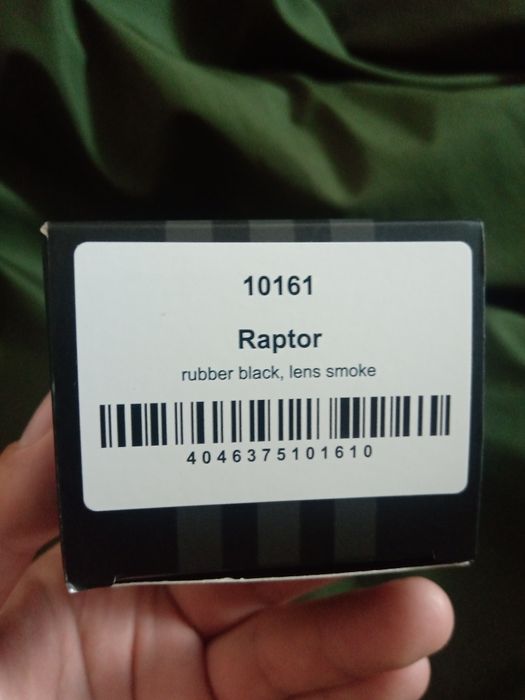 10161
Raptor
rubber black, lens smoke
4046375101610